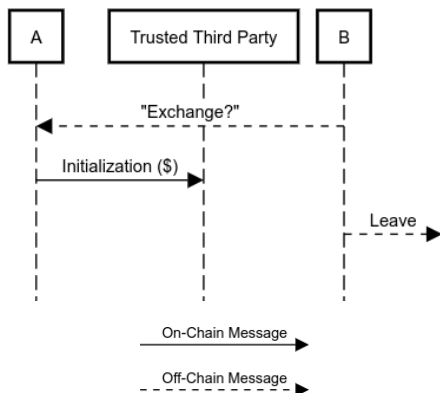 A
Trusted Third Party
B
"Exchange?"
Initialization ($)
Leave
On-Chain Message
Off-Chain Message